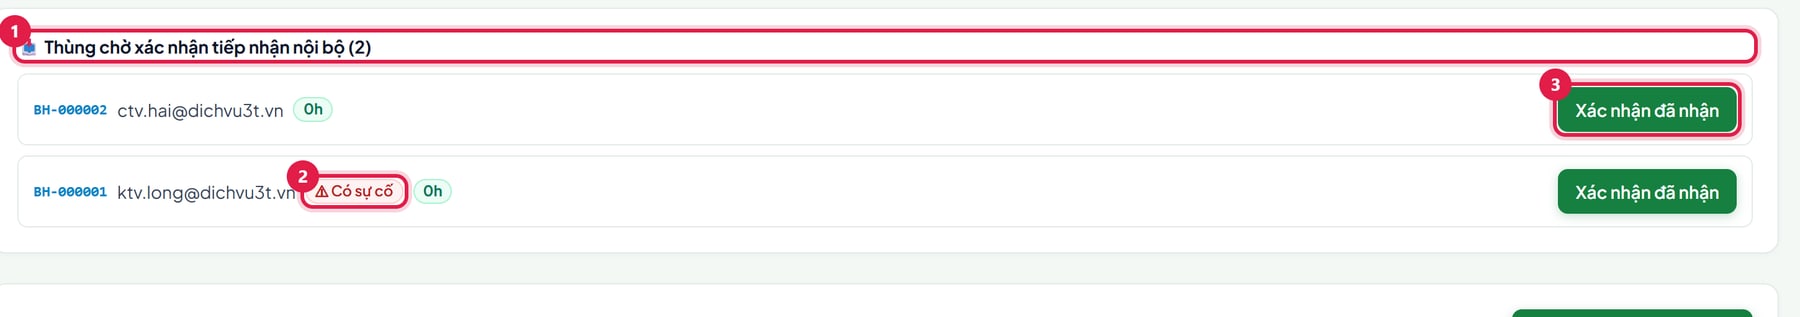 1
Thùng chờ xác nhận tiếp nhận nội bộ (2)
BH-000002 ctv.hai@dichvu3t.vn 0h
3
Xác nhận đã nhận
2
BH-000001 ktv.long@dichvu3t.vn ⚠ Có sự cố 0h
Xác nhận đã nhận